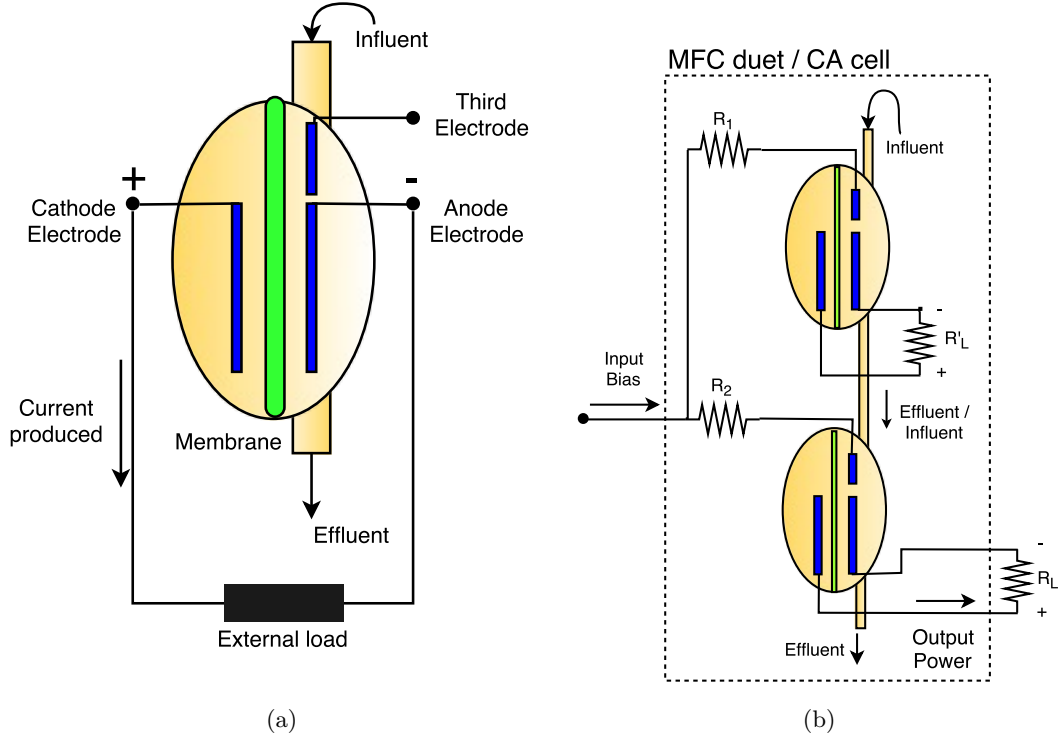 Influent
Third
Electrode
+
-
Cathode
Electrode
Anode
Electrode
Current
produced
Membrane
Effluent
External load
(a)
MFC duet / CA cell
R1
Influent
-
R'L
+
Input
Bias
R2
Effluent /
Influent
-
RL
+
Output
Power
Effluent
(b)